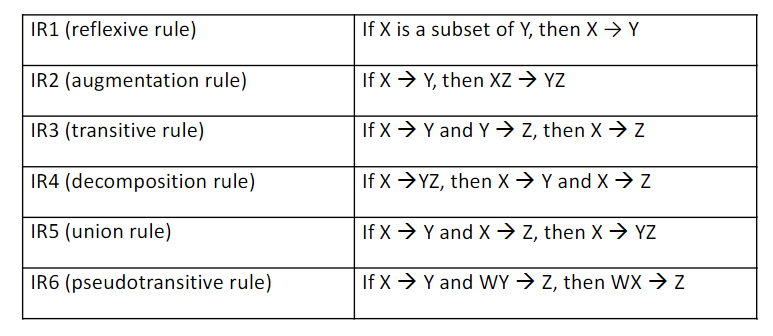 IR1 (reflexive rule) If X is a subset of Y, then X → Y
IR2 (augmentation rule) If X → Y, then XZ → YZ
IR3 (transitive rule) If X → Y and Y → Z, then X → Z
IR4 (decomposition rule) If X →YZ, then X → Y and X → Z
IR5 (union rule) If X → Y and X → Z, then X → YZ
IR6 (pseudotransitive rule) If X → Y and WY → Z, then WX → Z